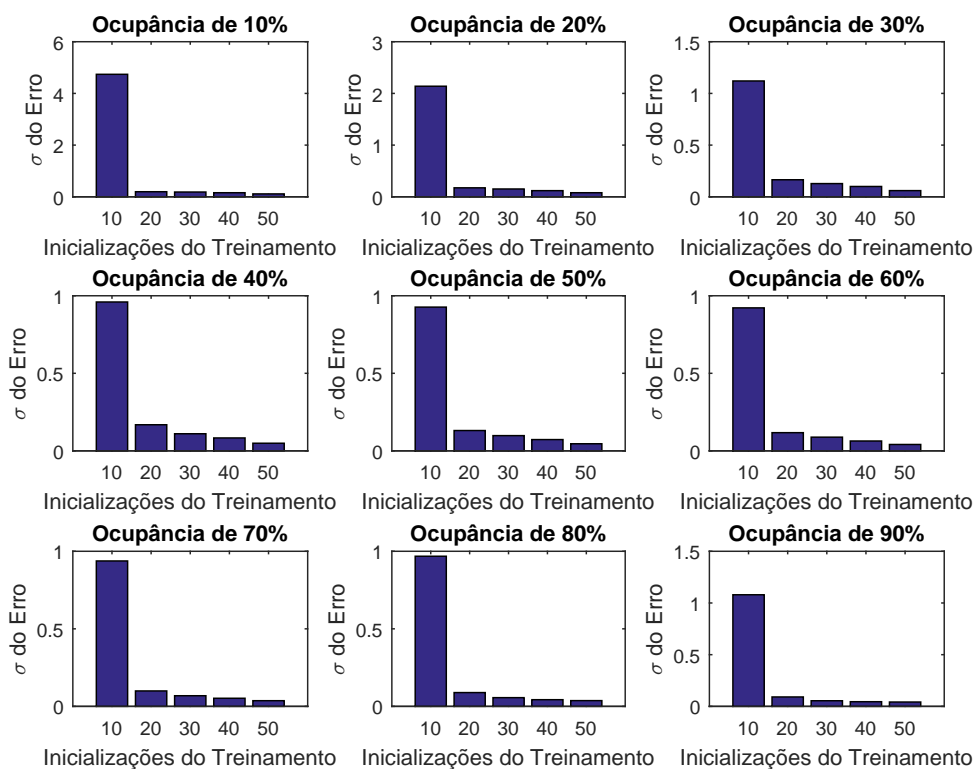 Ocupância de 10%
6
4
2
0
σ do Erro
10 20 30 40 50
Inicializações do Treinamento
Ocupância de 20%
3
2
1
0
σ do Erro
10 20 30 40 50
Inicializações do Treinamento
Ocupância de 30%
1.5
1
0.5
0
σ do Erro
10 20 30 40 50
Inicializações do Treinamento
Ocupância de 40%
1
0.5
0
σ do Erro
10 20 30 40 50
Inicializações do Treinamento
Ocupância de 50%
1
0.5
0
σ do Erro
10 20 30 40 50
Inicializações do Treinamento
Ocupância de 60%
1
0.5
0
σ do Erro
10 20 30 40 50
Inicializações do Treinamento
Ocupância de 70%
1
0.5
0
σ do Erro
10 20 30 40 50
Inicializações do Treinamento
Ocupância de 80%
1
0.5
0
σ do Erro
10 20 30 40 50
Inicializações do Treinamento
Ocupância de 90%
1.5
1
0.5
0
σ do Erro
10 20 30 40 50
Inicializações do Treinamento